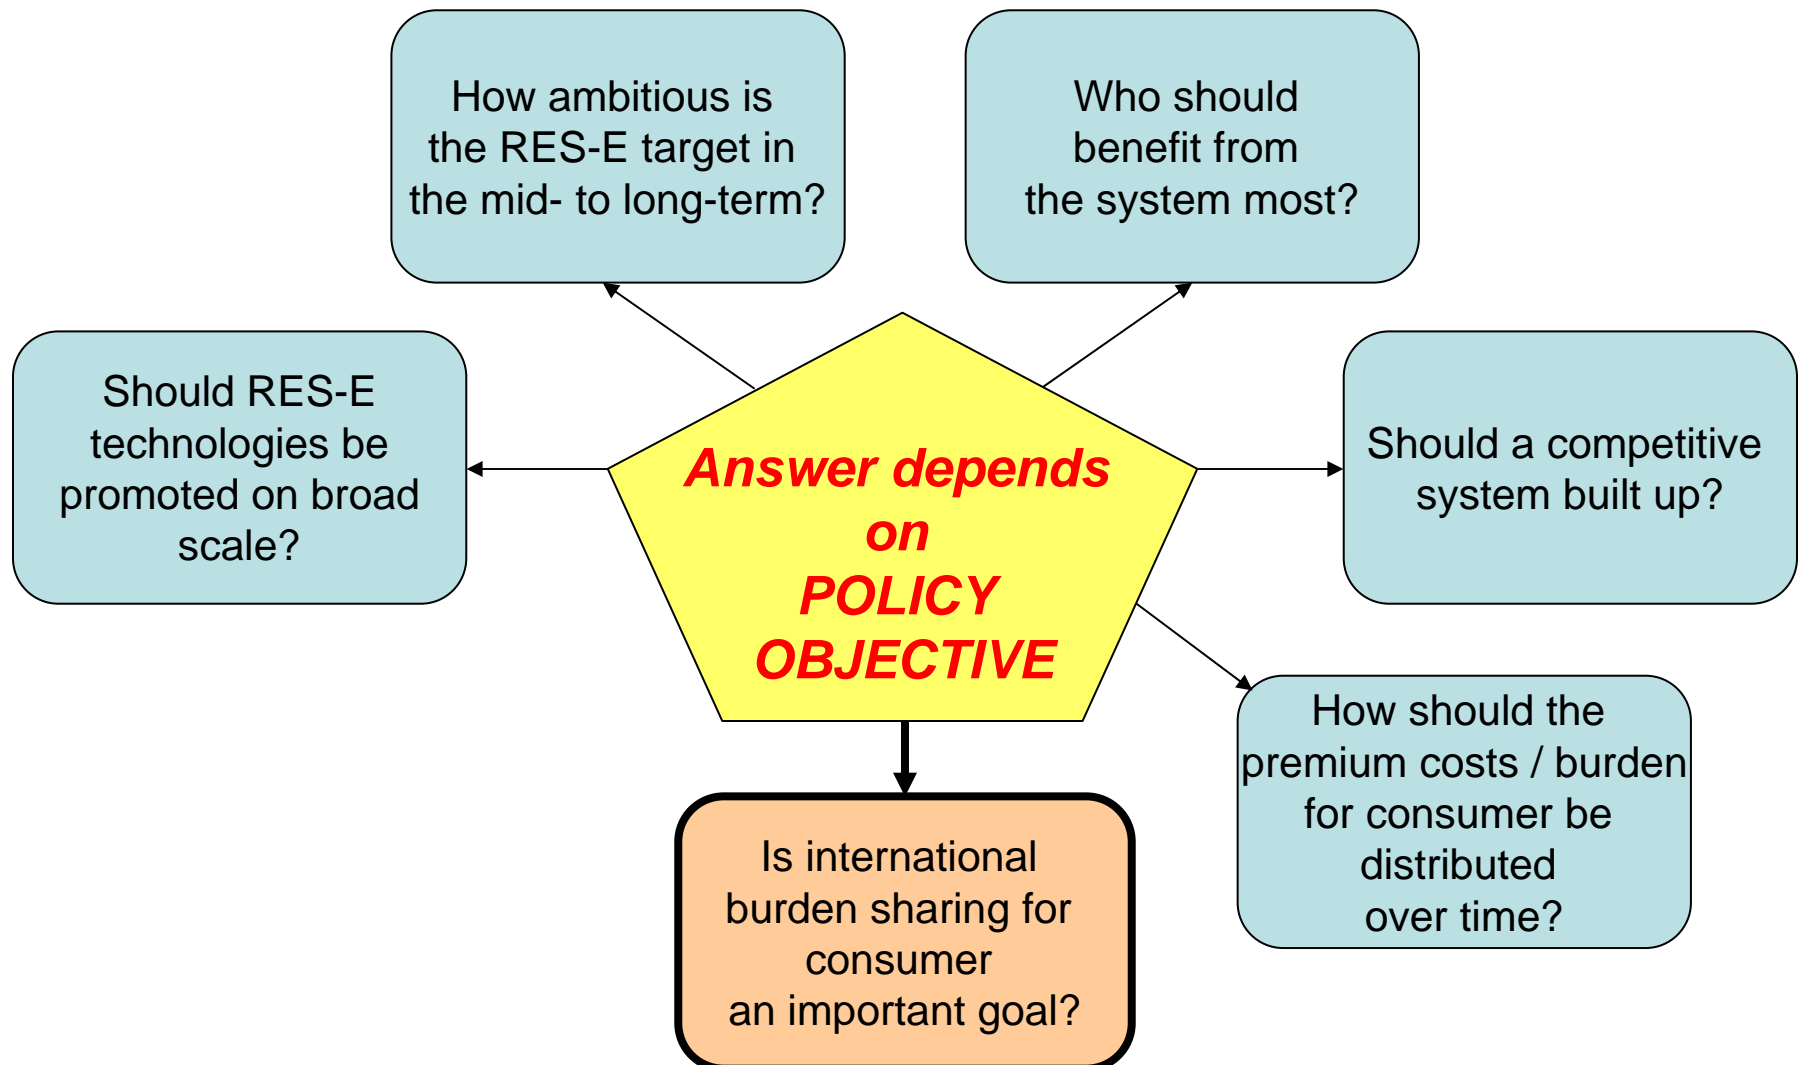 How ambitious is
the RES-E target in
the mid- to long-term?
Who should
benefit from
the system most?
Should RES-E
technologies be
promoted on broad
scale?
Answer depends
on
POLICY
OBJECTIVE
Should a competitive
system built up?
How should the
premium costs / burden
for consumer be
distributed
over time?
Is international
burden sharing for
consumer
an important goal?